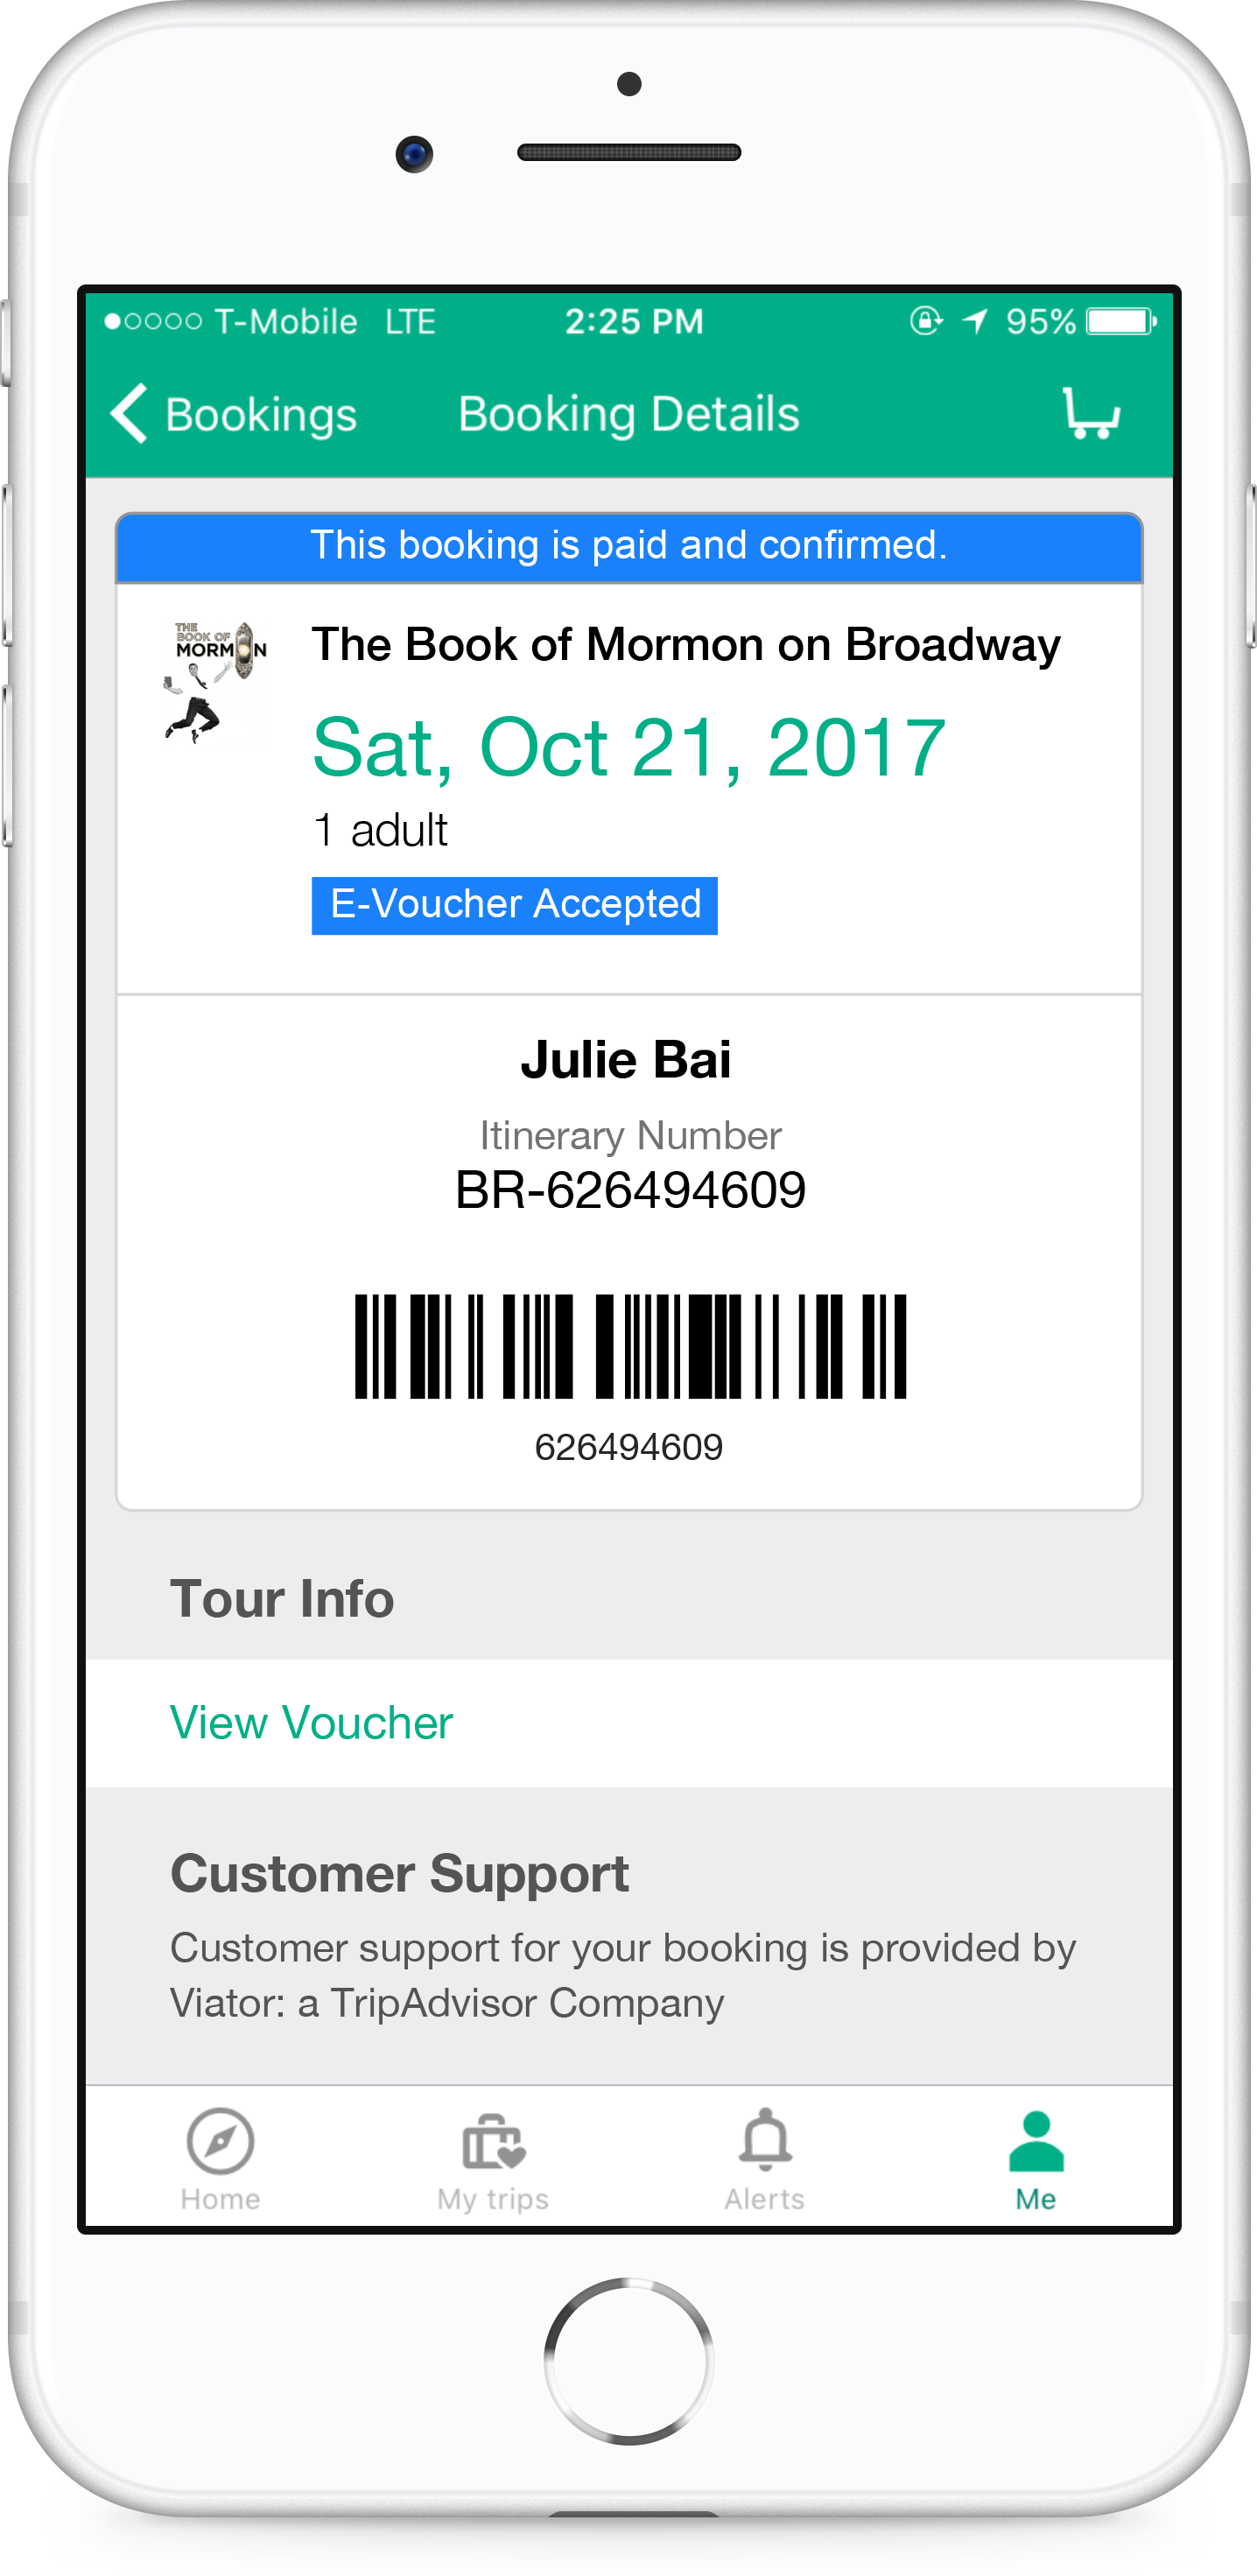 T-Mobile LTE 2:25 PM 95%
Bookings Booking Details
This booking is paid and confirmed.
THE
BOOK OF
MORMON
The Book of Mormon on Broadway
Sat, Oct 21, 2017
1 adult
E-Voucher Accepted
Julie Bai
Itinerary Number
BR-626494609
626494609
Tour Info
View Voucher
Customer Support
Customer support for your booking is provided by
Viator: a TripAdvisor Company
Home My trips Alerts Me